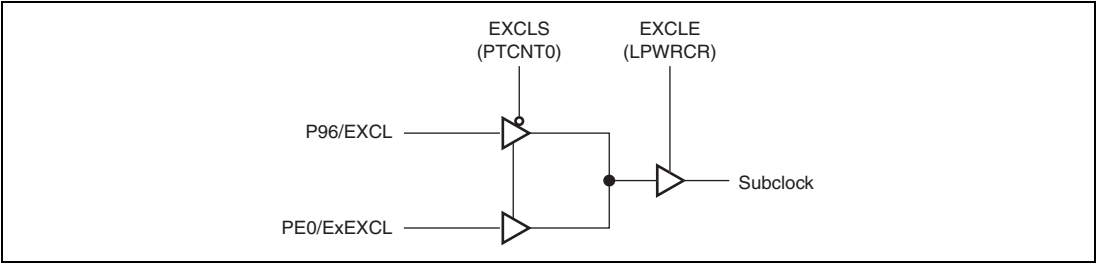 EXCLS
(PTCNT0)
EXCLE
(LPWRCR)
P96/EXCL
PE0/ExEXCL
Subclock